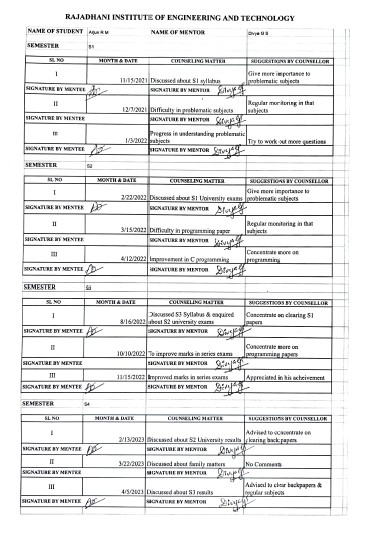 RAJADHANI INSTITUTE OF ENGINEERING AND TECHNOLOGY
NAME OF STUDENT Arjun R M NAME OF MENTOR Divya G S
SEMESTER S1
SL NO MONTH & DATE COUNSELING MATTER SUGGESTIONS BY COUNSELLOR
I 11/15/2021 Discussed about S1 syllabus Give more importance to
problematic subjects
SIGNATURE BY MENTEE SIGNATURE BY MENTOR Divya
II 12/7/2021 Difficulty in problematic subjects Regular monitoring in that
subjects
SIGNATURE BY MENTEE SIGNATURE BY MENTOR Divya
III 1/3/2022 Progress in understanding problematic
subjects Try to work out more questions
SIGNATURE BY MENTEE SIGNATURE BY MENTOR Divya
SEMESTER S2
SL NO MONTH & DATE COUNSELING MATTER SUGGESTIONS BY COUNSELLOR
I 2/22/2022 Discussed about S1 University exams Give more importance to
problematic subjects
SIGNATURE BY MENTEE SIGNATURE BY MENTOR Divya
II 3/15/2022 Difficulty in programming paper Regular monitoring in that
subjects
SIGNATURE BY MENTEE SIGNATURE BY MENTOR Divya
III 4/12/2022 Improvement in C programming Concentrate more on
programming
SIGNATURE BY MENTEE SIGNATURE BY MENTOR Divya
SEMESTER S3
SL NO MONTH & DATE COUNSELING MATTER SUGGESTIONS BY COUNSELLOR
I 8/16/2022 Discussed S3 Syllabus & enquired
about S2 university exams Concentrate on clearing S1
papers
SIGNATURE BY MENTEE SIGNATURE BY MENTOR Divya
II 10/10/2022 To improve marks in series exams Concentrate more on
programming papers
SIGNATURE BY MENTEE SIGNATURE BY MENTOR Divya
III 11/15/2022 Improved marks in series exams Appreciated in his acheivement
SIGNATURE BY MENTEE SIGNATURE BY MENTOR Divya
SEMESTER S4
SL NO MONTH & DATE COUNSELING MATTER SUGGESTIONS BY COUNSELLOR
I 2/13/2023 Discussed about S2 University results Advised to concentrate on
clearing back papers
SIGNATURE BY MENTEE SIGNATURE BY MENTOR Divya
II 3/22/2023 Discussed about family matters No Comments
SIGNATURE BY MENTEE SIGNATURE BY MENTOR Divya
III 4/5/2023 Discussed about S3 results Advised to clear backpapers &
regular subjects
SIGNATURE BY MENTEE SIGNATURE BY MENTOR Divya